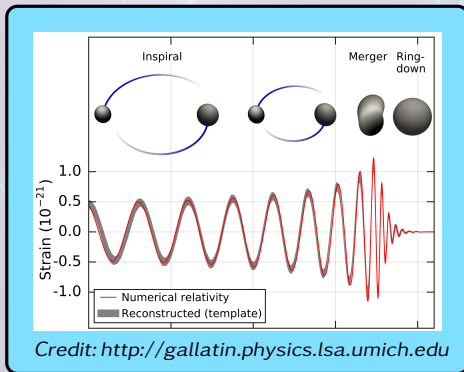 Inspiral
Merger Ring-
down
1.0
0.5
0.0
-0.5
-1.0
Strain (10⁻²¹)
Numerical relativity
Reconstructed (template)
Credit: http://gallatin.physics.lsa.umich.edu